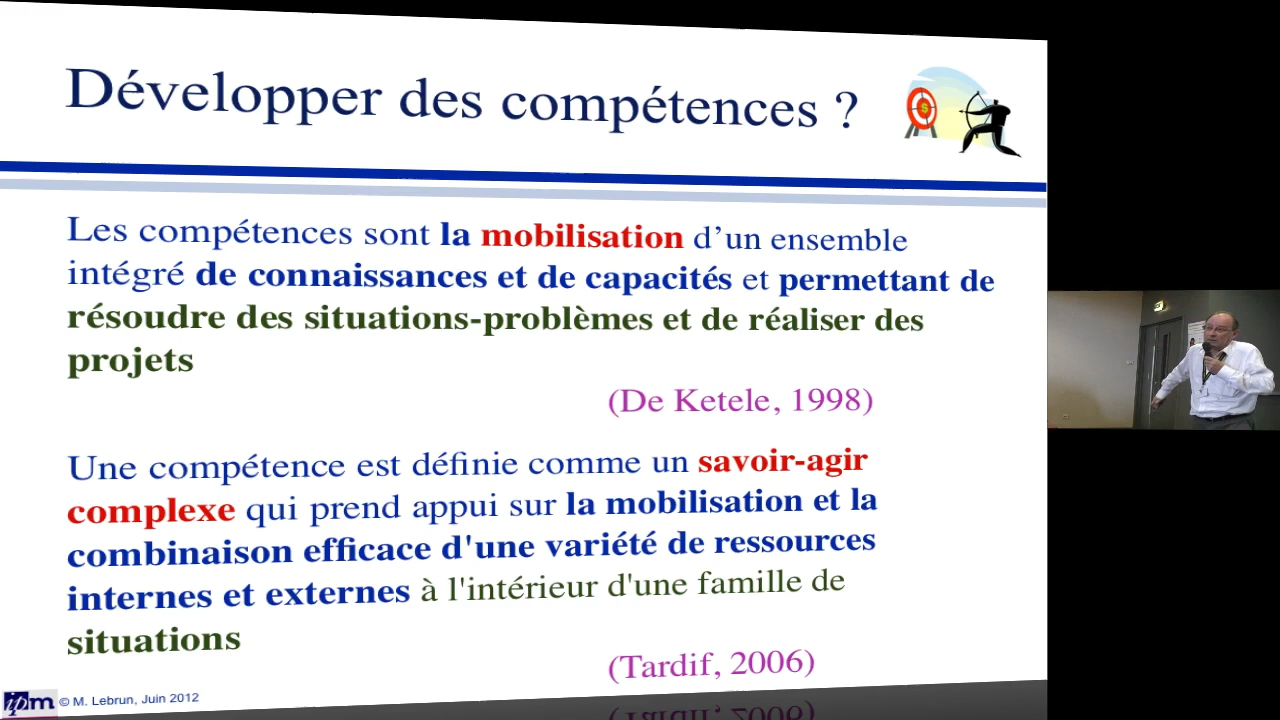 Développer des compétences ?
Les compétences sont la mobilisation d'un ensemble
intégré de connaissances et de capacités et permettant de
résoudre des situations-problèmes et de réaliser des
projets
(De Ketele, 1998)
Une compétence est définie comme un savoir-agir
complexe qui prend appui sur la mobilisation et la
combinaison efficace d'une variété de ressources
internes et externes à l'intérieur d'une famille de
situations
(Tardif, 2006)
ipm © M. Lebrun, Juin 2012